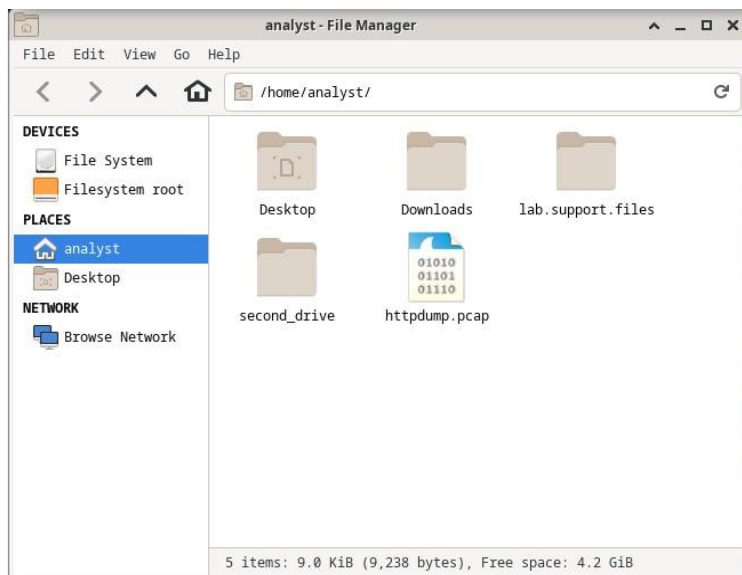 analyst - File Manager
File Edit View Go Help
/home/analyst/
DEVICES
File System
Filesystem root
PLACES
analyst
Desktop
NETWORK
Browse Network
Desktop Downloads lab.support.files
01010
01101
01110
second_drive httpdump.pcap
5 items: 9.0 KiB (9,238 bytes), Free space: 4.2 GiB